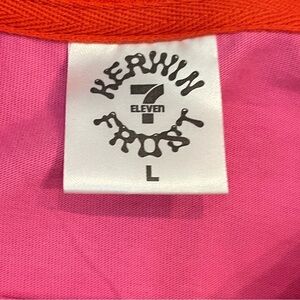 KERWIN
7
ELEVEn
FROST
L